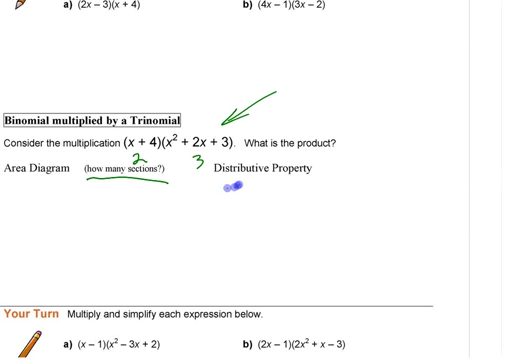 a) (2x – 3)(x + 4) b) (4x – 1)(3x – 2)
Binomial multiplied by a Trinomial
Consider the multiplication (x + 4)(x² + 2x + 3). What is the product?
2 3
Area Diagram (how many sections?) Distributive Property
Your Turn Multiply and simplify each expression below.
a) (x – 1)(x² – 3x + 2) b) (2x – 1)(2x² + x – 3)